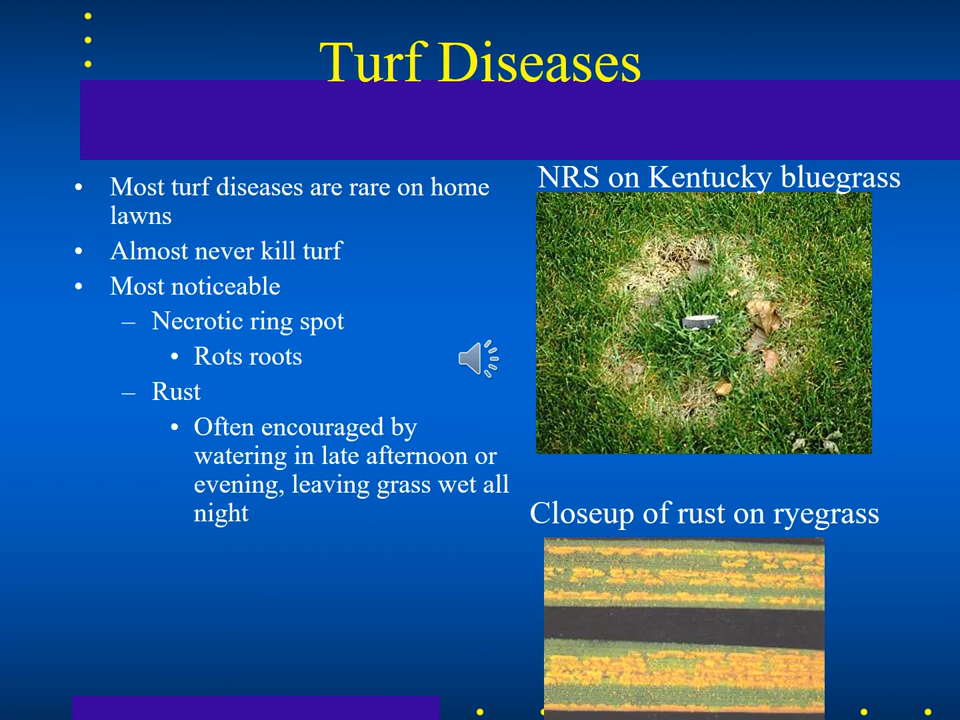 Turf Diseases
• Most turf diseases are rare on home
lawns
• Almost never kill turf
• Most noticeable
– Necrotic ring spot
• Rots roots
– Rust
• Often encouraged by
watering in late afternoon or
evening, leaving grass wet all
night
NRS on Kentucky bluegrass
Closeup of rust on ryegrass